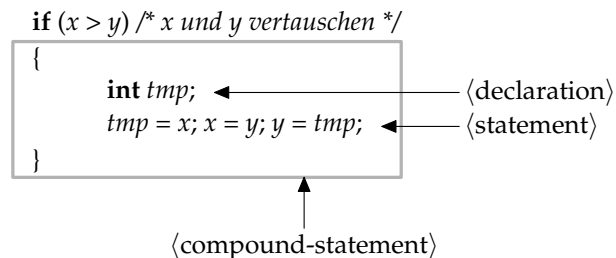 if (x > y) /* x und y vertauschen */
{
int tmp;
⟨declaration⟩
tmp = x; x = y; y = tmp;
⟨statement⟩
}
⟨compound-statement⟩